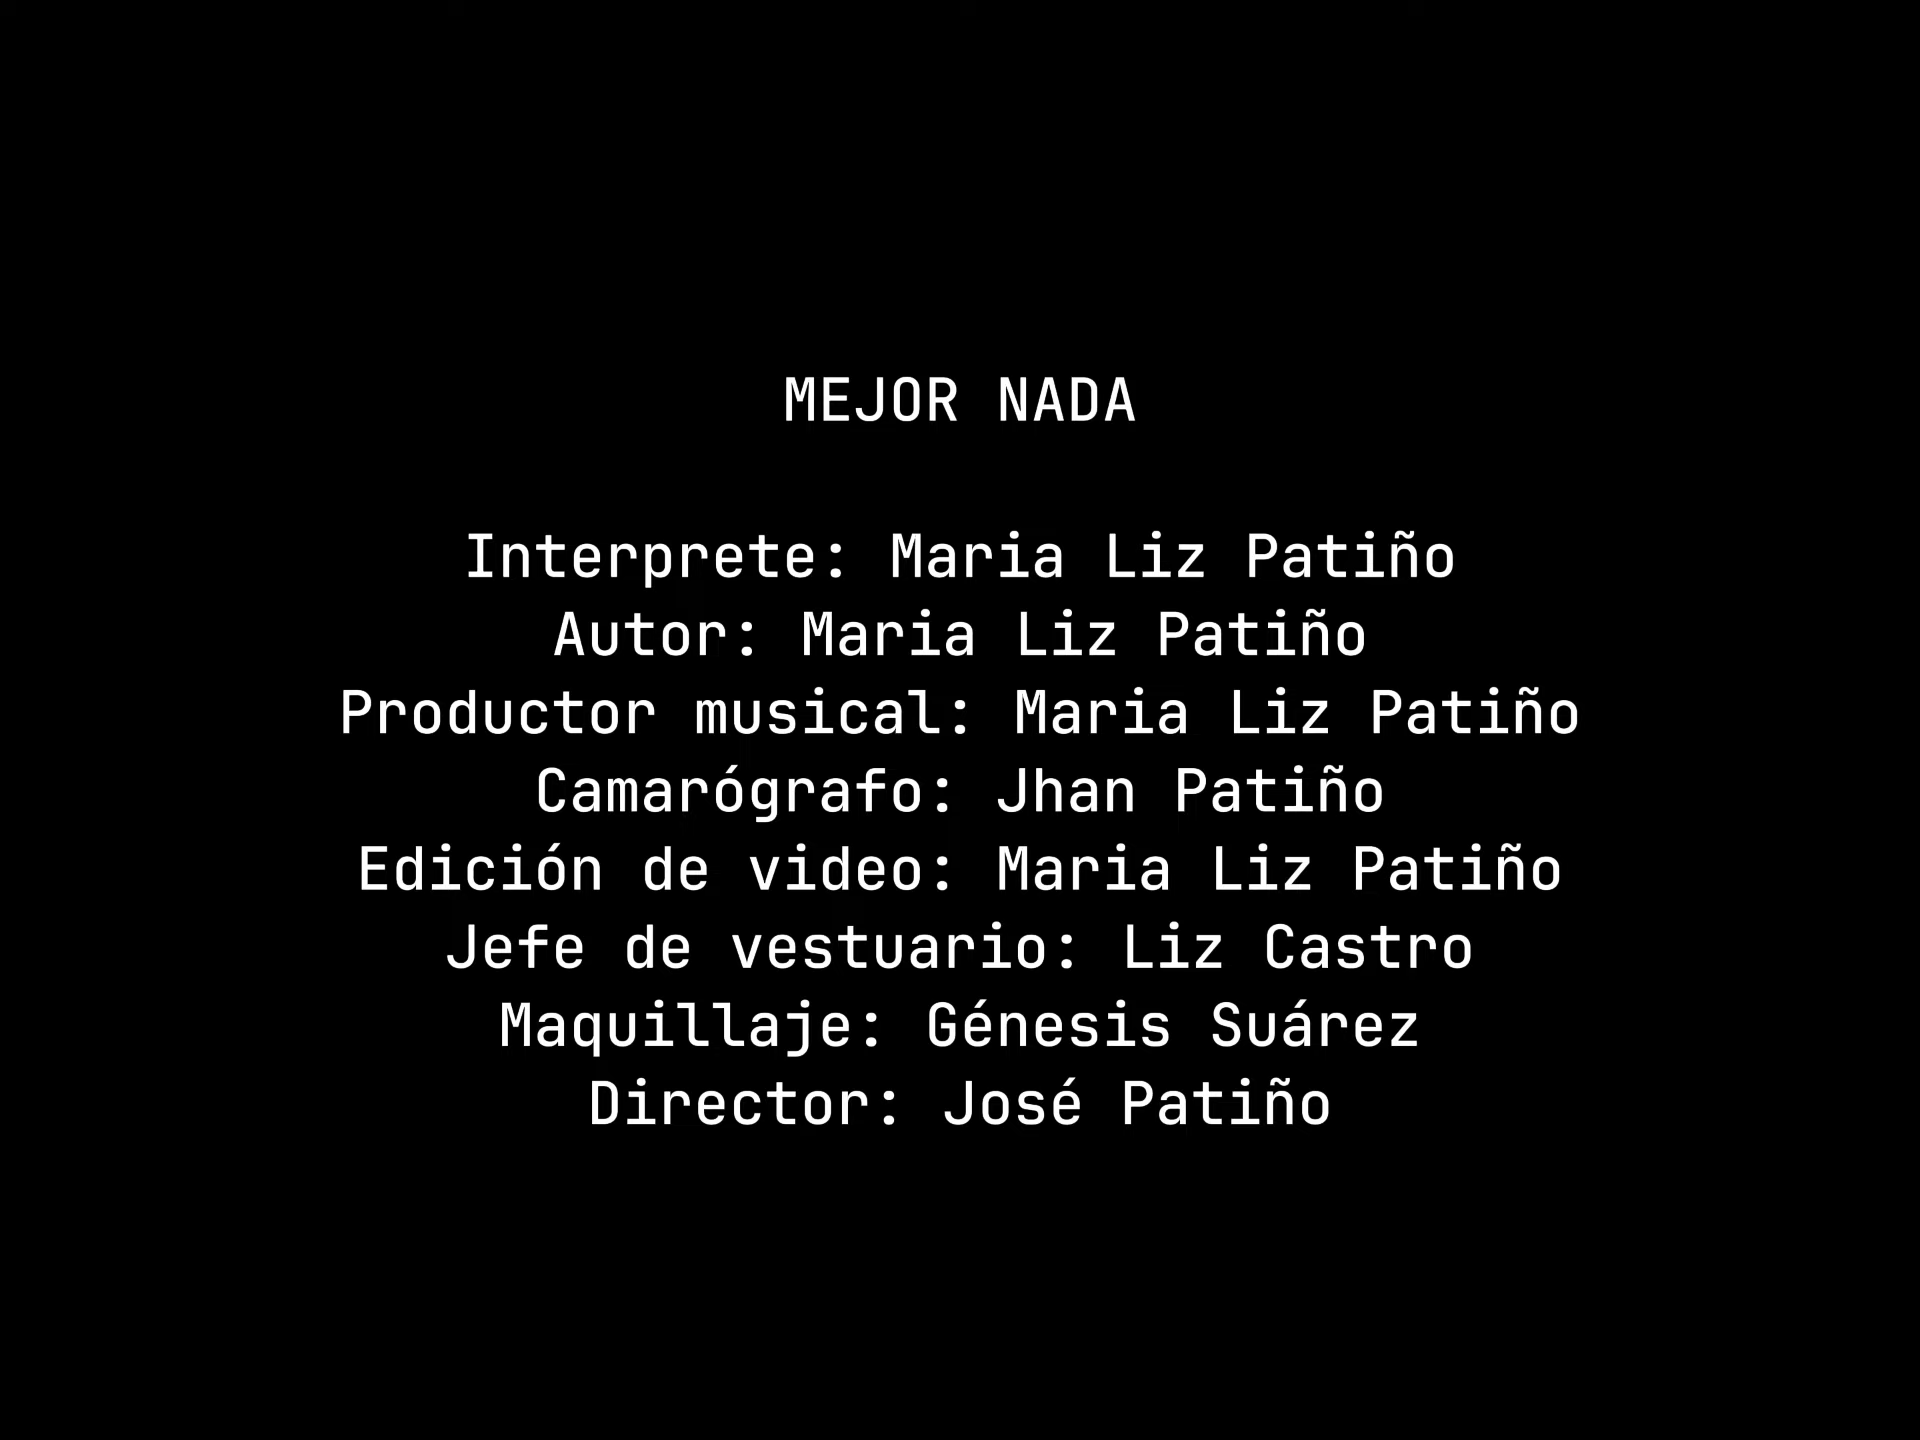 MEJOR NADA
Interprete: Maria Liz Patiño
Autor: Maria Liz Patiño
Productor musical: Maria Liz Patiño
Camarógrafo: Jhan Patiño
Edición de video: Maria Liz Patiño
Jefe de vestuario: Liz Castro
Maquillaje: Génesis Suárez
Director: José Patiño